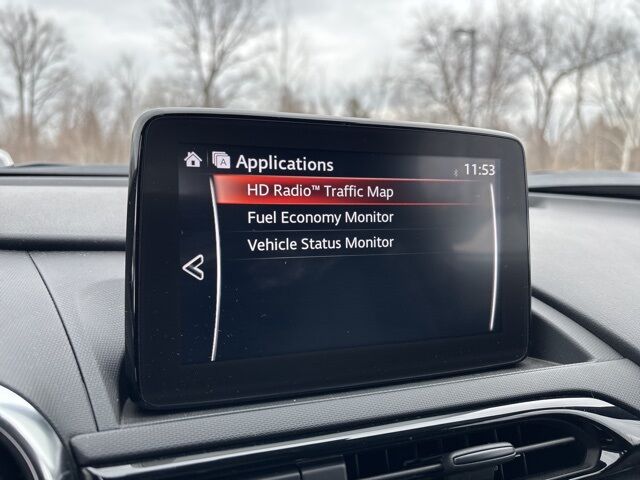 A Applications 11:53
HD Radio™ Traffic Map
Fuel Economy Monitor
Vehicle Status Monitor